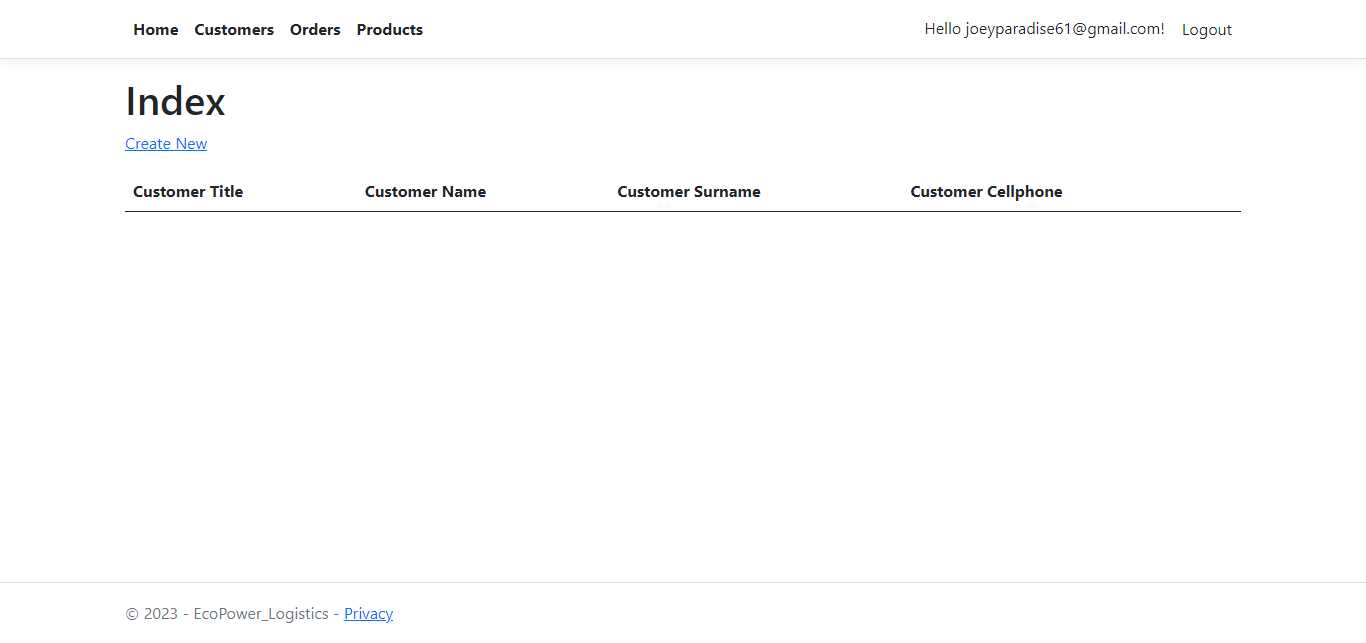 Home Customers Orders Products Hello joeyparadise61@gmail.com! Logout
Index
Create New
Customer Title Customer Name Customer Surname Customer Cellphone
© 2023 - EcoPower_Logistics - Privacy